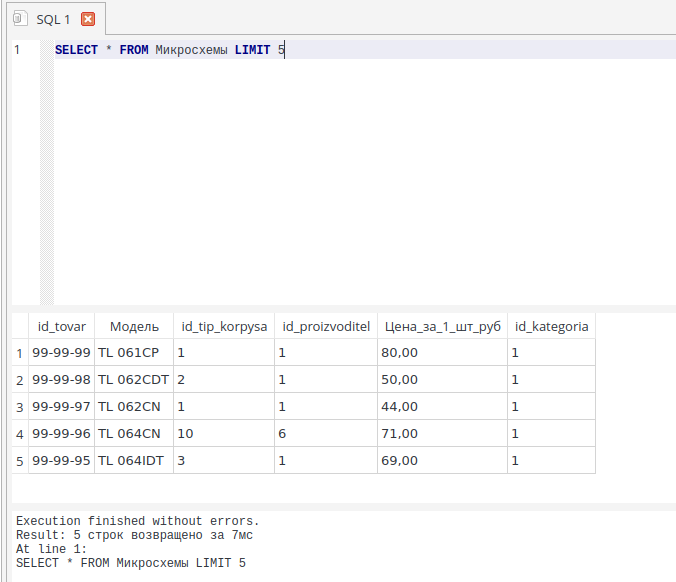 SQL 1
1 SELECT * FROM Микросхемы LIMIT 5
id_tovar Модель id_tip_korpysa id_proizvoditel Цена_за_1_шт_руб id_kategoria
1 99-99-99 TL 061CP 1 1 80,00 1
2 99-99-98 TL 062CDT 2 1 50,00 1
3 99-99-97 TL 062CN 1 1 44,00 1
4 99-99-96 TL 064CN 10 6 71,00 1
5 99-99-95 TL 064IDT 3 1 69,00 1
Execution finished without errors.
Result: 5 строк возвращено за 7мс
At line 1:
SELECT * FROM Микросхемы LIMIT 5